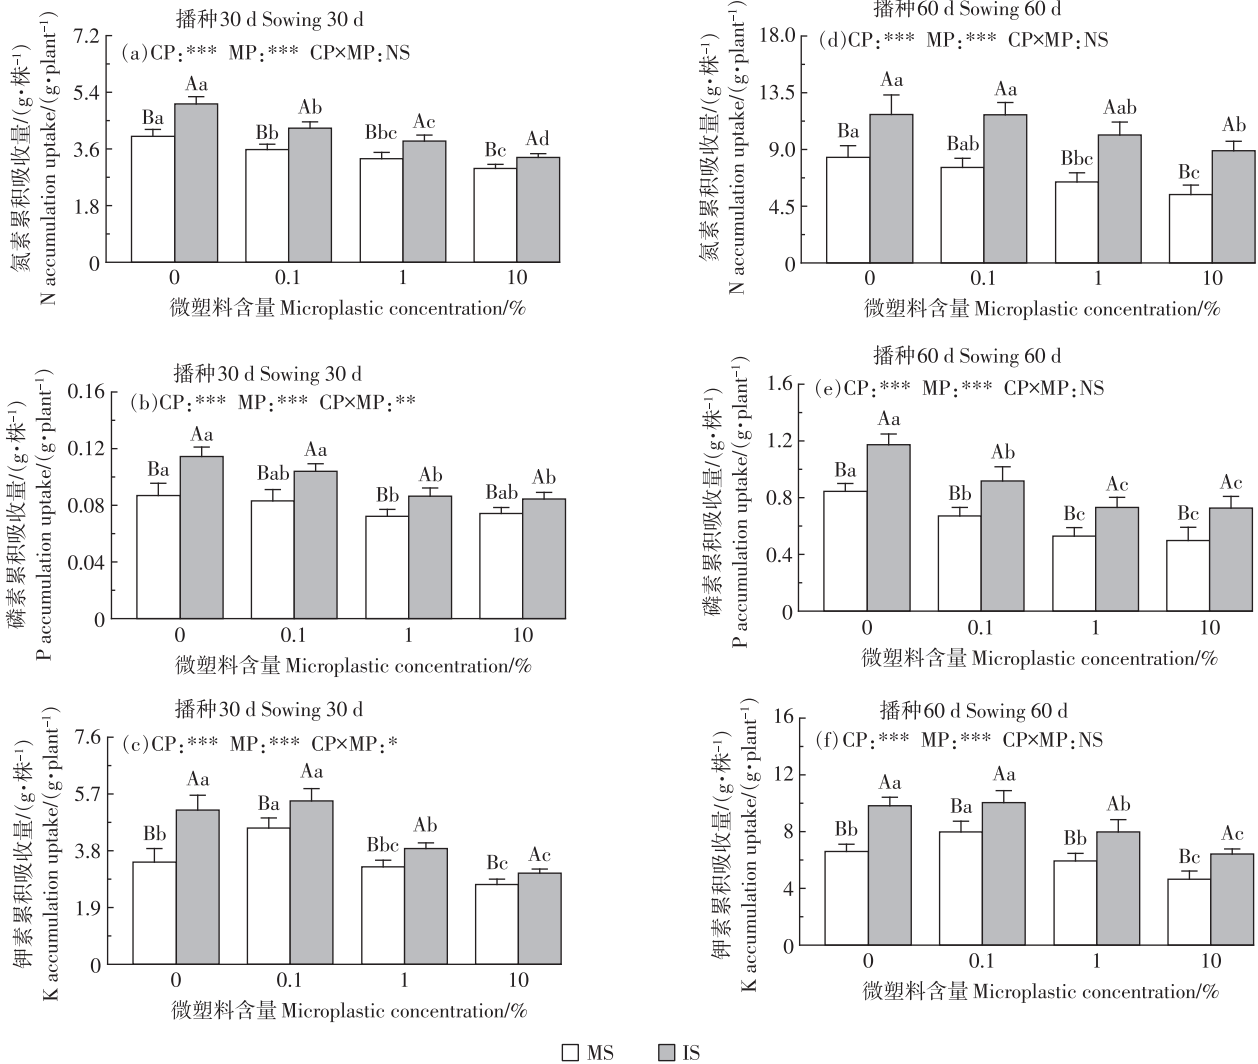 播种30 d Sowing 30 d
(a)CP:*** MP:*** CP×MP:NS
氮素累积吸收量/(g·株⁻¹)
N accumulation uptake/(g·plant⁻¹)
7.2
5.4
3.6
1.8
0
Ba Aa Bb Ab Bbc Ac Bc Ad
0 0.1 1 10
微塑料含量 Microplastic concentration/%
播种60 d Sowing 60 d
(d)CP:*** MP:*** CP×MP:NS
氮素累积吸收量/(g·株⁻¹)
N accumulation uptake/(g·plant⁻¹)
18.0
13.5
9.0
4.5
0
Ba Aa Bab Aa Bbc Aab Bc Ab
0 0.1 1 10
微塑料含量 Microplastic concentration/%
播种30 d Sowing 30 d
(b)CP:*** MP:*** CP×MP:**
磷素累积吸收量/(g·株⁻¹)
P accumulation uptake/(g·plant⁻¹)
0.16
0.12
0.08
0.04
0
Ba Aa Bab Aa Bb Ab Bab Ab
0 0.1 1 10
微塑料含量 Microplastic concentration/%
播种60 d Sowing 60 d
(e)CP:*** MP:*** CP×MP:NS
磷素累积吸收量/(g·株⁻¹)
P accumulation uptake/(g·plant⁻¹)
1.6
1.2
0.8
0.4
0
Ba Aa Bb Ab Bc Ac Bc Ac
0 0.1 1 10
微塑料含量 Microplastic concentration/%
播种30 d Sowing 30 d
(c)CP:*** MP:*** CP×MP:*
钾素累积吸收量/(g·株⁻¹)
K accumulation uptake/(g·plant⁻¹)
7.6
5.7
3.8
1.9
0
Bb Aa Ba Aa Bbc Ab Bc Ac
0 0.1 1 10
微塑料含量 Microplastic concentration/%
播种60 d Sowing 60 d
(f)CP:*** MP:*** CP×MP:NS
钾素累积吸收量/(g·株⁻¹)
K accumulation uptake/(g·plant⁻¹)
16
12
8
4
0
Bb Aa Ba Aa Bb Ab Bc Ac
0 0.1 1 10
微塑料含量 Microplastic concentration/%
MS IS